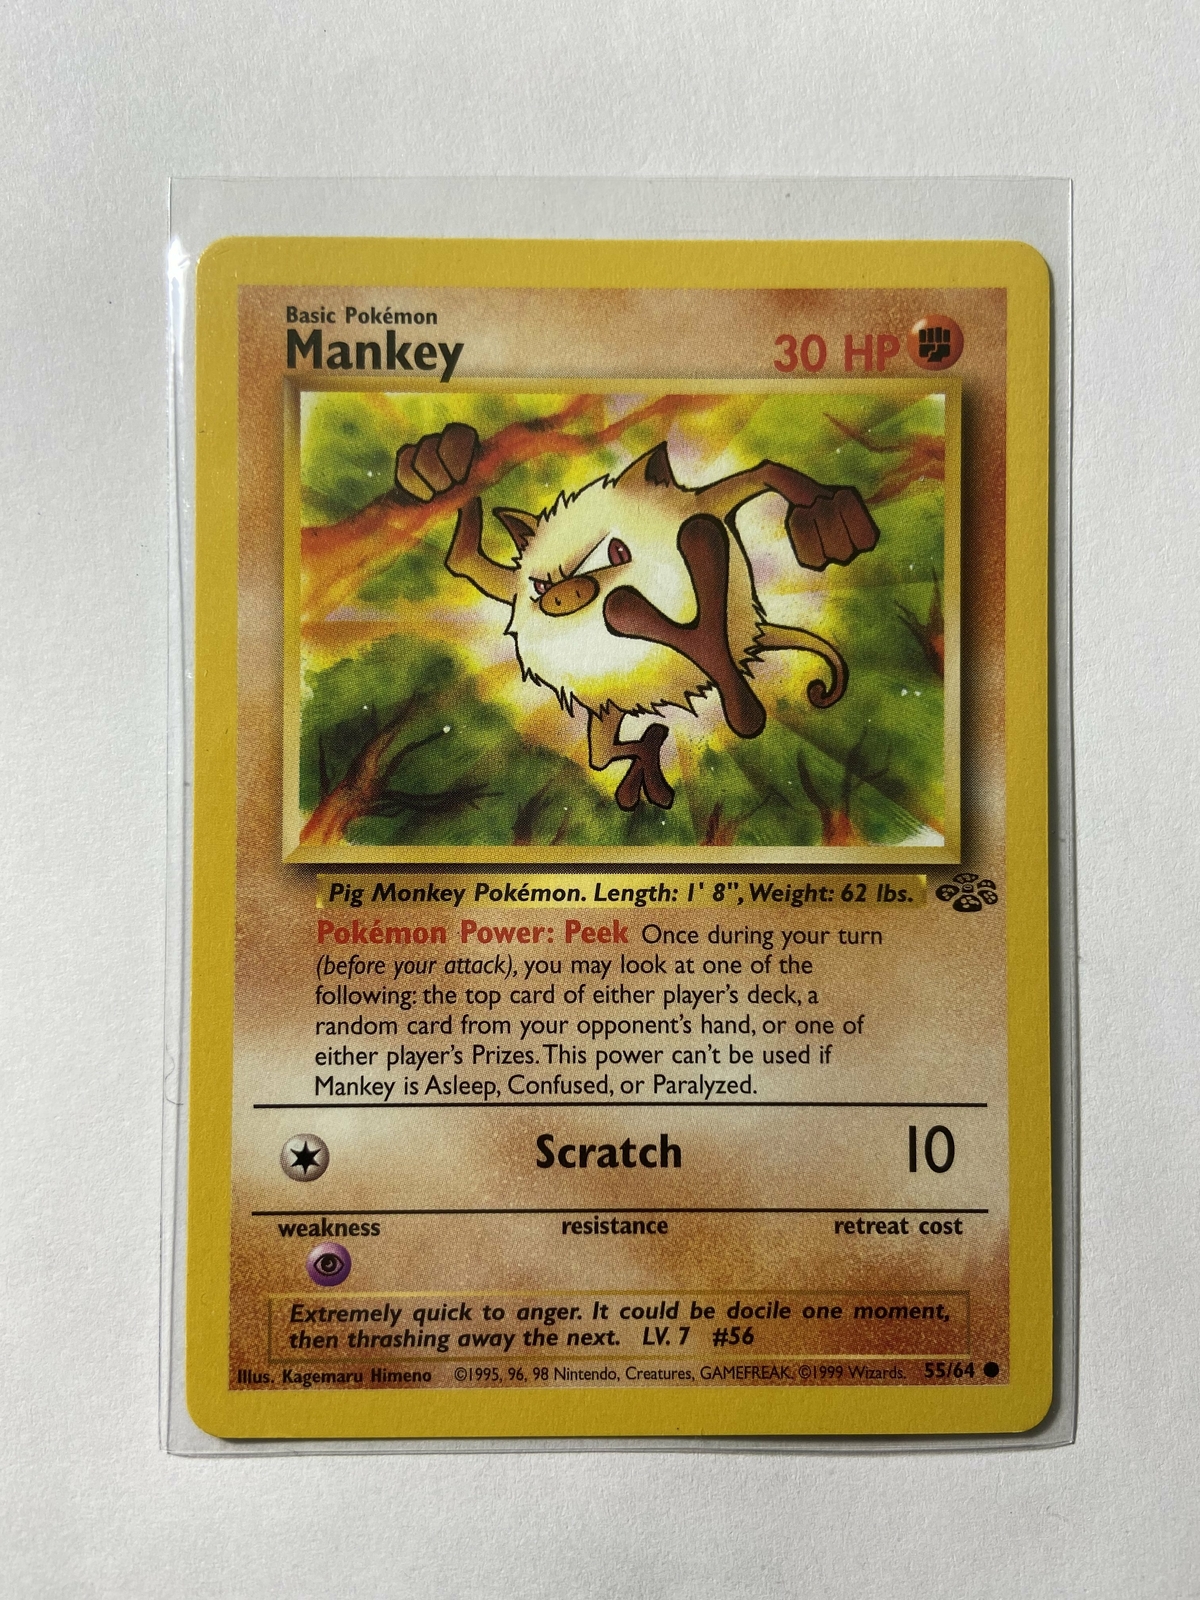 Basic Pokémon
Mankey
30 HP
Pig Monkey Pokémon. Length: 1' 8", Weight: 62 lbs.
Pokémon Power: Peek Once during your turn
(before your attack), you may look at one of the
following: the top card of either player's deck, a
random card from your opponent's hand, or one of
either player's Prizes. This power can't be used if
Mankey is Asleep, Confused, or Paralyzed.
Scratch 10
weakness resistance retreat cost
Extremely quick to anger. It could be docile one moment,
then thrashing away the next. LV. 7 #56
Illus. Kagemaru Himeno ©1995, 96, 98 Nintendo, Creatures, GAMEFREAK. ©1999 Wizards. 55/64